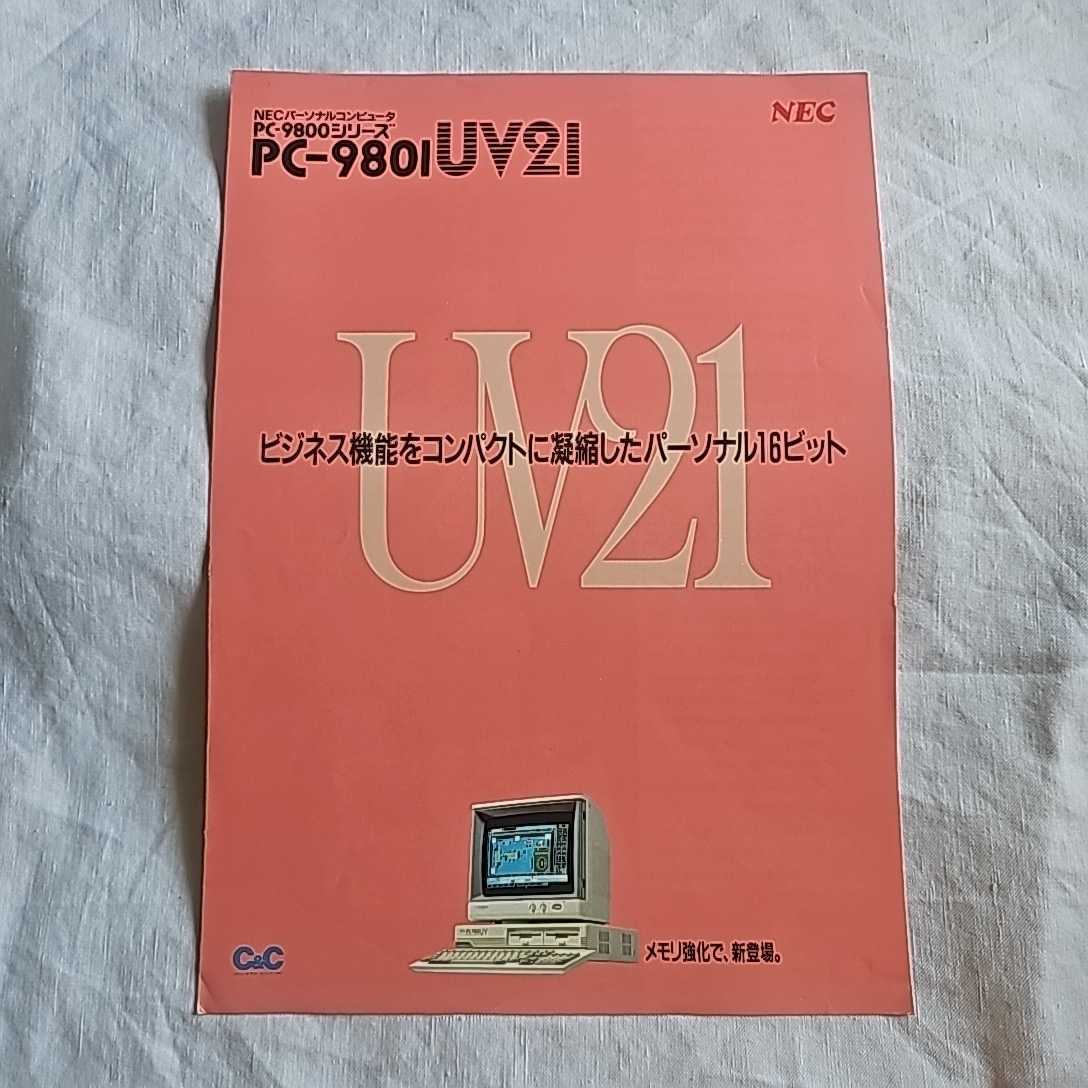 NECパーソナルコンピュータ
PC-9800シリーズ
PC-9801UV21
NEC
UV21
ビジネス機能をコンパクトに凝縮したパーソナル16ビット
メモリ強化で、新登場。
C&C